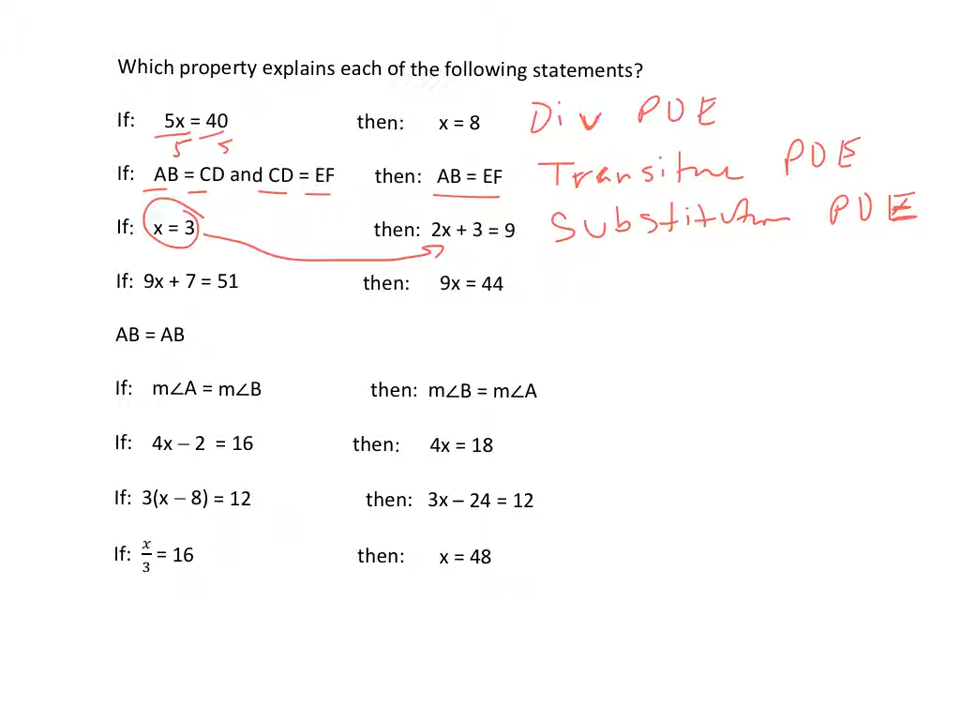 Which property explains each of the following statements?
If: 5x = 40 then: x = 8 Div POE
5 5
If: AB = CD and CD = EF then: AB = EF Transitive POE
If: x = 3 then: 2x + 3 = 9 Substitution POE
If: 9x + 7 = 51 then: 9x = 44
AB = AB
If: m∠A = m∠B then: m∠B = m∠A
If: 4x – 2 = 16 then: 4x = 18
If: 3(x – 8) = 12 then: 3x – 24 = 12
If: x/3 = 16 then: x = 48